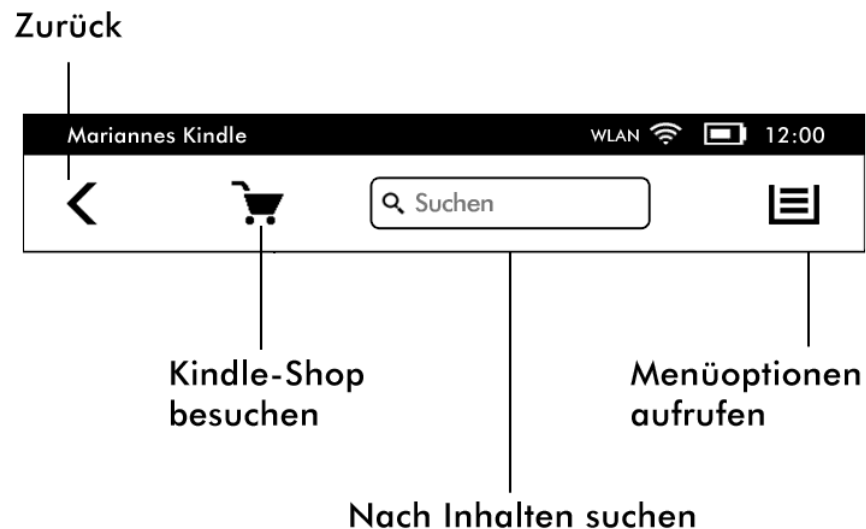 Zurück
Mariannes Kindle WLAN 12:00
Suchen
Kindle-Shop
besuchen
Menüoptionen
aufrufen
Nach Inhalten suchen